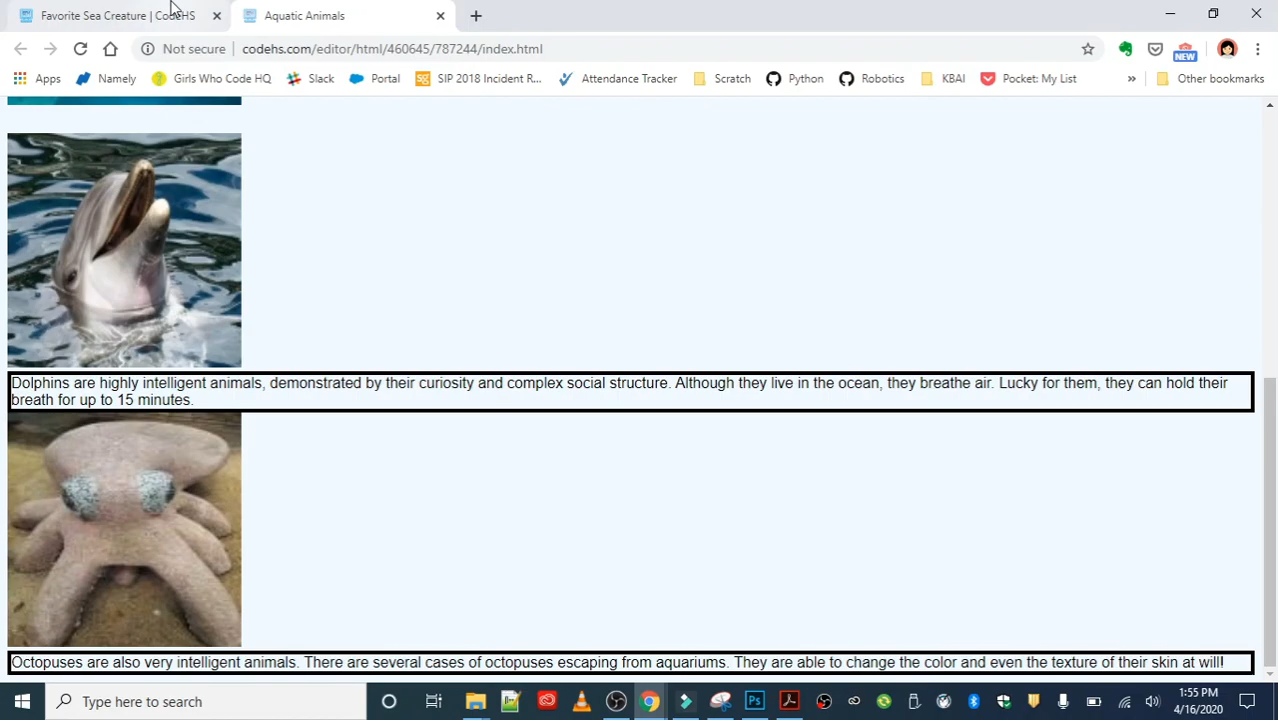 Favorite Sea Creature | CodeHS
Aquatic Animals
Not secure | codehs.com/editor/html/460645/787244/index.html
NEW
Apps
Namely
Girls Who Code HQ
Slack
Portal
SIP 2018 Incident R...
Attendance Tracker
Scratch
Python
Robotics
KBAI
Pocket: My List
»
Other bookmarks
Dolphins are highly intelligent animals, demonstrated by their curiosity and complex social structure. Although they live in the ocean, they breathe air. Lucky for them, they can hold their
breath for up to 15 minutes.
Octopuses are also very intelligent animals. There are several cases of octopuses escaping from aquariums. They are able to change the color and even the texture of their skin at will!
Type here to search
Ps
1:55 PM
4/16/2020